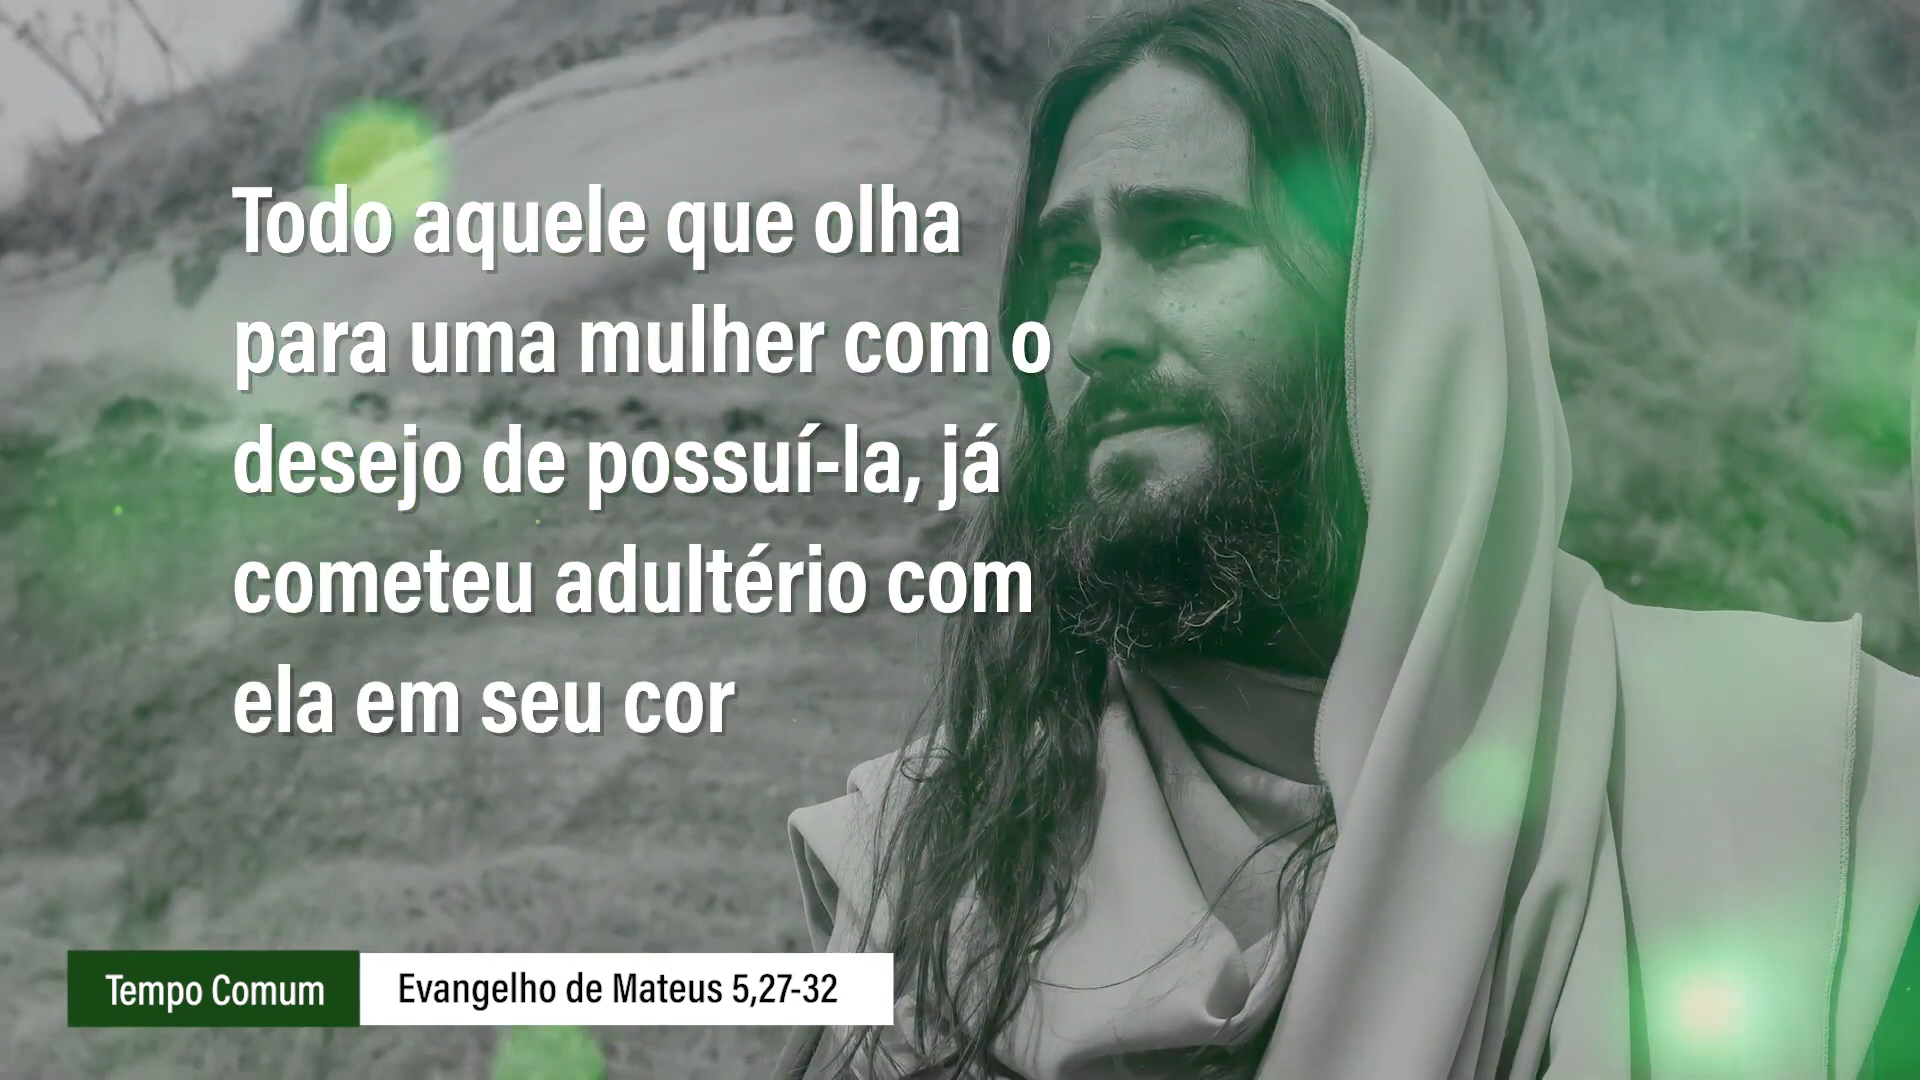 Todo aquele que olha
para uma mulher com o
desejo de possuí-la, já
cometeu adultério com
ela em seu cor
Tempo Comum
Evangelho de Mateus 5,27-32